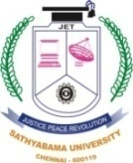 JET
JUSTICE PEACE REVOLUTION
SATHYABAMA UNIVERSITY
CHENNAI - 600119